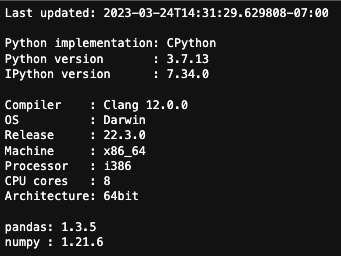 Last updated: 2023-03-24T14:31:29.629808-07:00

Python implementation: CPython
Python version       : 3.7.13
IPython version      : 7.34.0

Compiler    : Clang 12.0.0
OS          : Darwin
Release     : 22.3.0
Machine     : x86_64
Processor   : i386
CPU cores   : 8
Architecture: 64bit

pandas: 1.3.5
numpy : 1.21.6